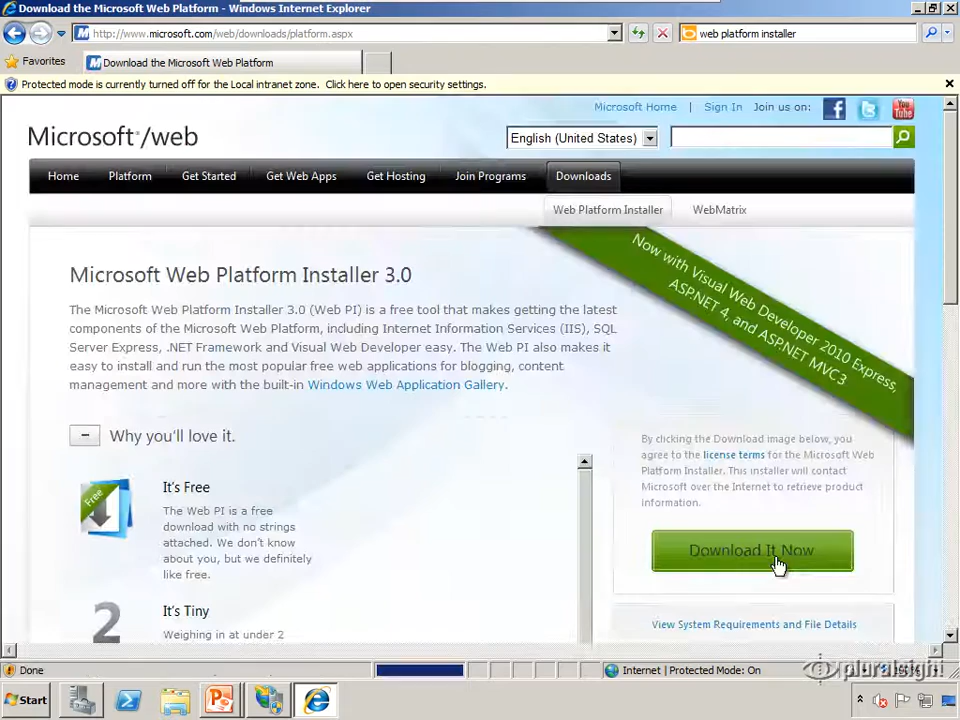 Download the Microsoft Web Platform - Windows Internet Explorer
http://www.microsoft.com/web/downloads/platform.aspx
web platform installer
Favorites
Download the Microsoft Web Platform
Protected mode is currently turned off for the Local intranet zone. Click here to open security settings.
Microsoft Home | Sign In Join us on:
Microsoft /web
English (United States)
Home Platform Get Started Get Web Apps Get Hosting Join Programs Downloads
Web Platform Installer WebMatrix
Now with Visual Web Developer 2010 Express,
ASP.NET 4, and ASP.NET MVC3
Microsoft Web Platform Installer 3.0
The Microsoft Web Platform Installer 3.0 (Web PI) is a free tool that makes getting the latest
components of the Microsoft Web Platform, including Internet Information Services (IIS), SQL
Server Express, .NET Framework and Visual Web Developer easy. The Web PI also makes it
easy to install and run the most popular free web applications for blogging, content
management and more with the built-in Windows Web Application Gallery.
Why you'll love it.
Free
It's Free
The Web PI is a free
download with no strings
attached. We don't know
about you, but we definitely
like free.
2
It's Tiny
Weighing in at under 2
By clicking the Download image below, you
agree to the license terms for the Microsoft Web
Platform Installer. This installer will contact
Microsoft over the Internet to retrieve product
information.
Download It Now
View System Requirements and File Details
Done
Internet | Protected Mode: On
pluralsight
Start